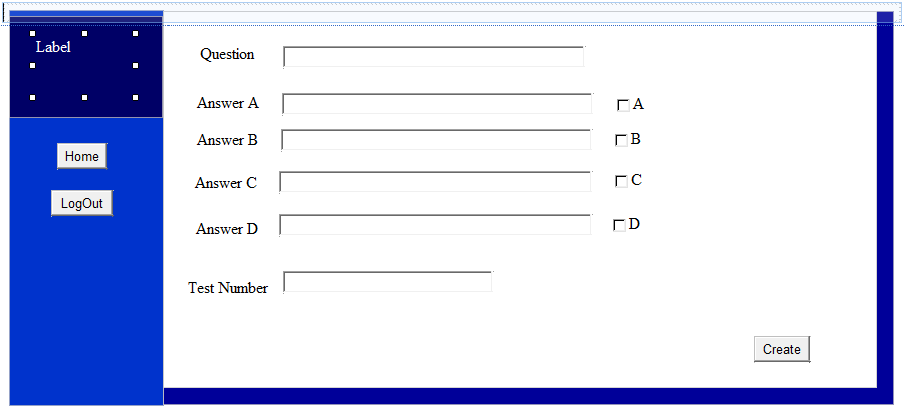 Label
Home
LogOut
Question
Answer A
A
Answer B
B
Answer C
C
Answer D
D
Test Number
Create